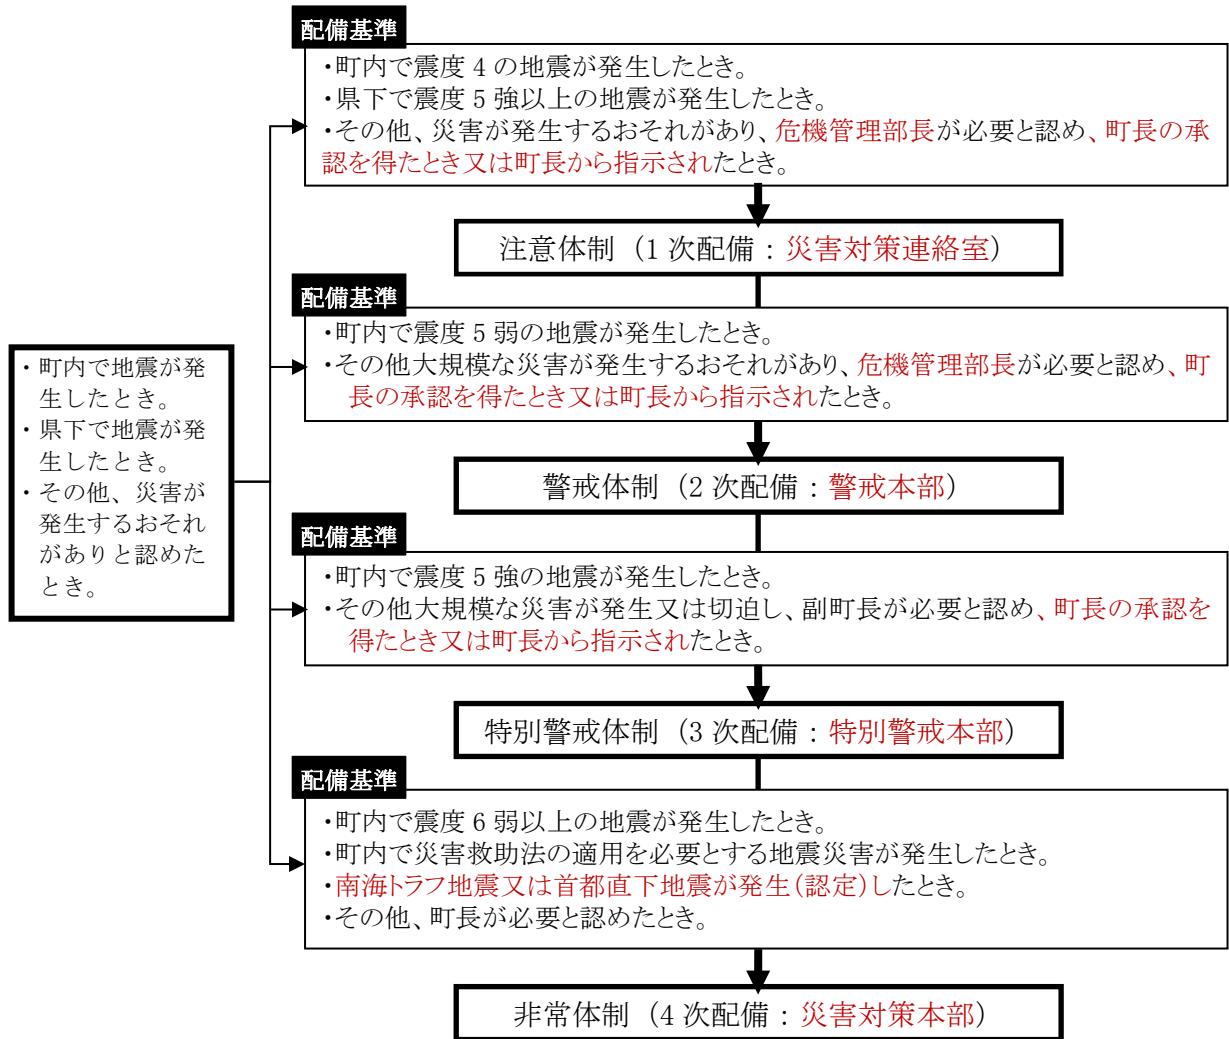 配備基準
・町内で震度 4 の地震が発生したとき。
・県下で震度 5 強以上の地震が発生したとき。
・その他、災害が発生するおそれがあり、危機管理部長が必要と認め、町長の承
認を得たとき又は町長から指示されたとき。
注意体制（1 次配備：災害対策連絡室）
配備基準
・町内で震度 5 弱の地震が発生したとき。
・その他大規模な災害が発生するおそれがあり、危機管理部長が必要と認め、町
長の承認を得たとき又は町長から指示されたとき。
・町内で地震が発
生したとき。
・県下で地震が発
生したとき。
・その他、災害が
発生するおそれ
がありと認めた
とき。
警戒体制（2 次配備：警戒本部）
配備基準
・町内で震度 5 強の地震が発生したとき。
・その他大規模な災害が発生又は切迫し、副町長が必要と認め、町長の承認を
得たとき又は町長から指示されたとき。
特別警戒体制（3 次配備：特別警戒本部）
配備基準
・町内で震度 6 弱以上の地震が発生したとき。
・町内で災害救助法の適用を必要とする地震災害が発生したとき。
・南海トラフ地震又は首都直下地震が発生(認定)したとき。
・その他、町長が必要と認めたとき。
非常体制（4 次配備：災害対策本部）